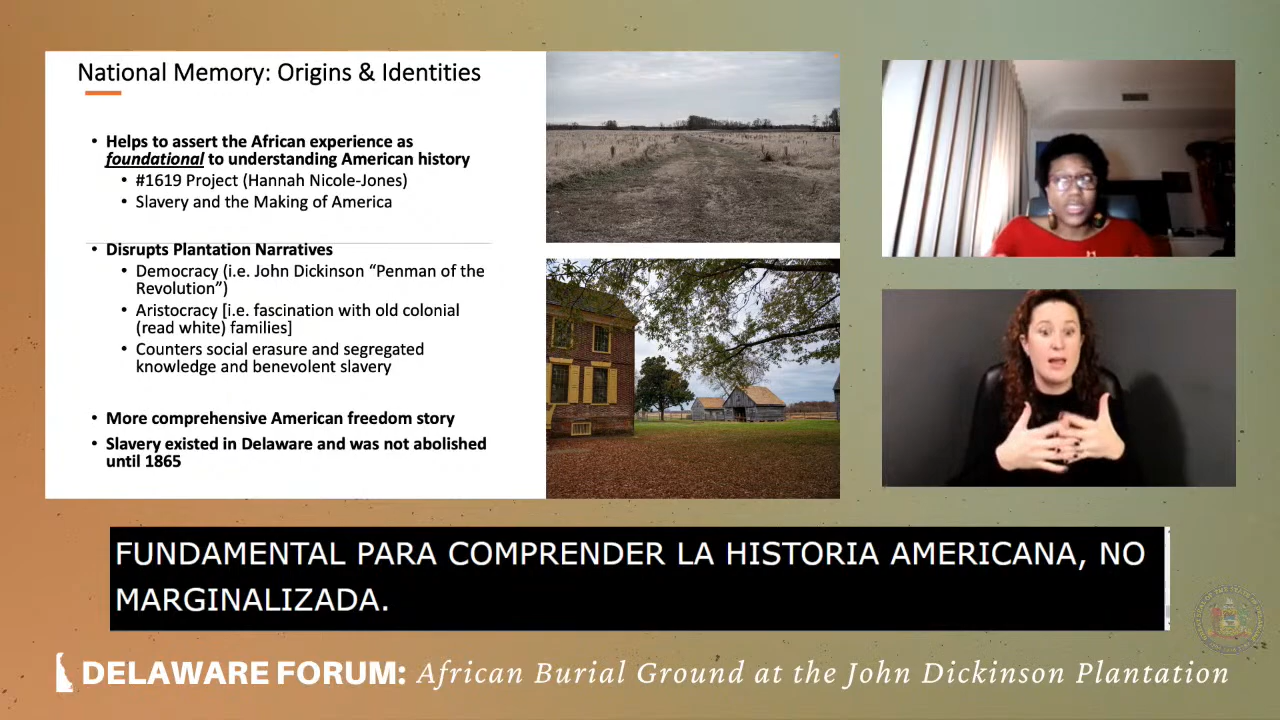 National Memory: Origins & Identities
• Helps to assert the African experience as
foundational to understanding American history
• #1619 Project (Hannah Nicole-Jones)
• Slavery and the Making of America
• Disrupts Plantation Narratives
• Democracy (i.e. John Dickinson “Penman of the
Revolution”)
• Aristocracy [i.e. fascination with old colonial
(read white) families]
• Counters social erasure and segregated
knowledge and benevolent slavery
• More comprehensive American freedom story
• Slavery existed in Delaware and was not abolished
until 1865
FUNDAMENTAL PARA COMPRENDER LA HISTORIA AMERICANA, NO
MARGINALIZADA.
DELAWARE FORUM: African Burial Ground at the John Dickinson Plantation